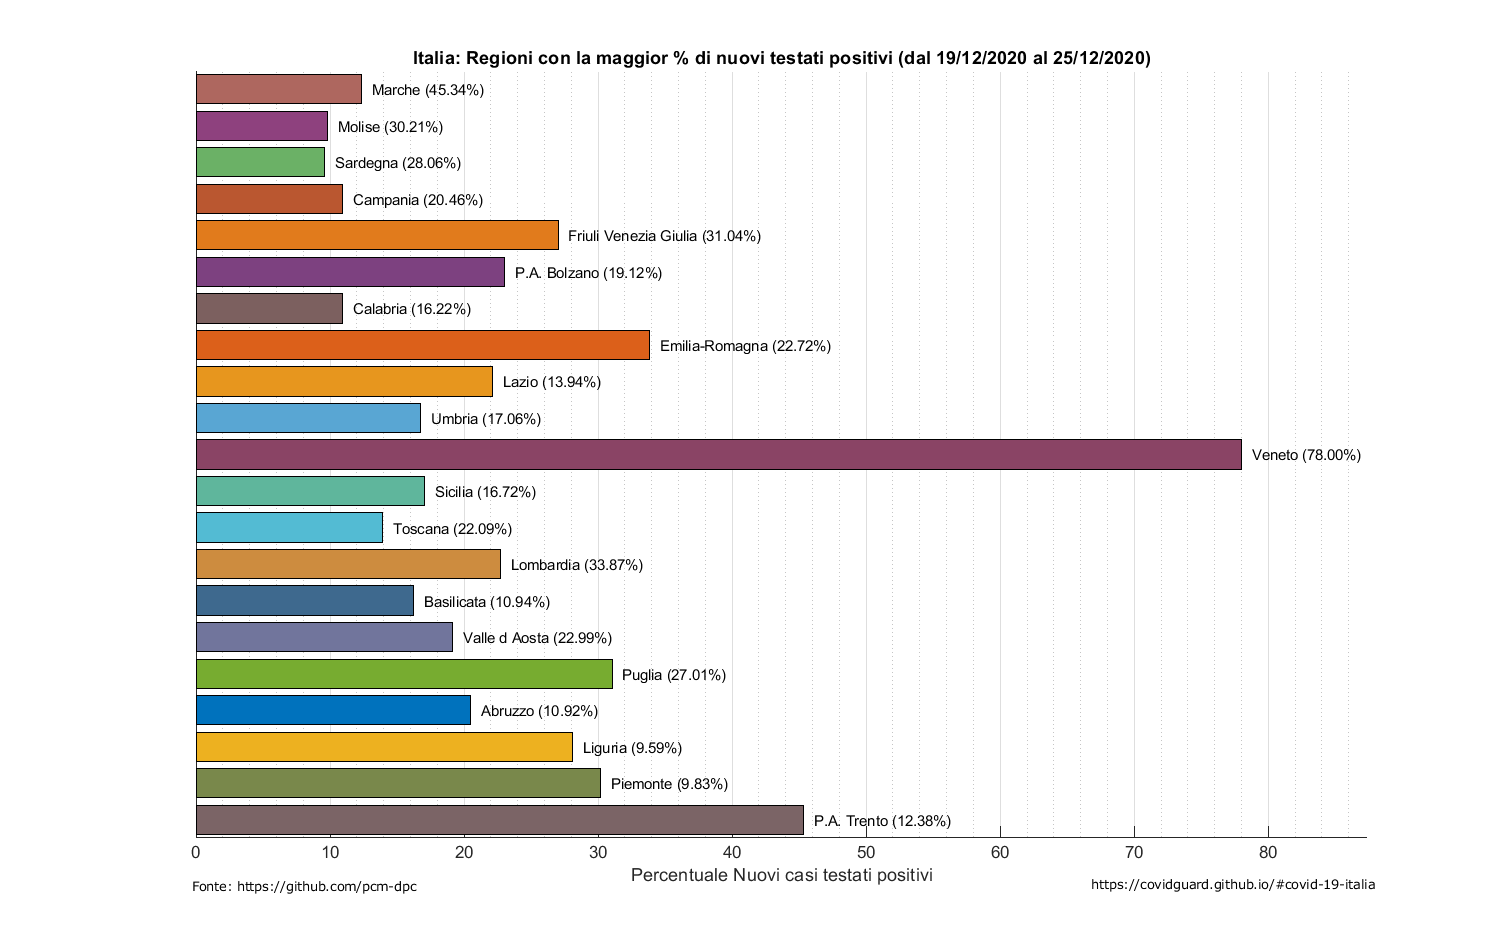 Italia: Regioni con la maggior % di nuovi testati positivi (dal 19/12/2020 al 25/12/2020)
Marche (45.34%)
Molise (30.21%)
Sardegna (28.06%)
Campania (20.46%)
Friuli Venezia Giulia (31.04%)
P.A. Bolzano (19.12%)
Calabria (16.22%)
Emilia-Romagna (22.72%)
Lazio (13.94%)
Umbria (17.06%)
Veneto (78.00%)
Sicilia (16.72%)
Toscana (22.09%)
Lombardia (33.87%)
Basilicata (10.94%)
Valle d Aosta (22.99%)
Puglia (27.01%)
Abruzzo (10.92%)
Liguria (9.59%)
Piemonte (9.83%)
P.A. Trento (12.38%)
0 10 20 30 40 50 60 70 80
Percentuale Nuovi casi testati positivi
Fonte: https://github.com/pcm-dpc
https://covidguard.github.io/#covid-19-italia